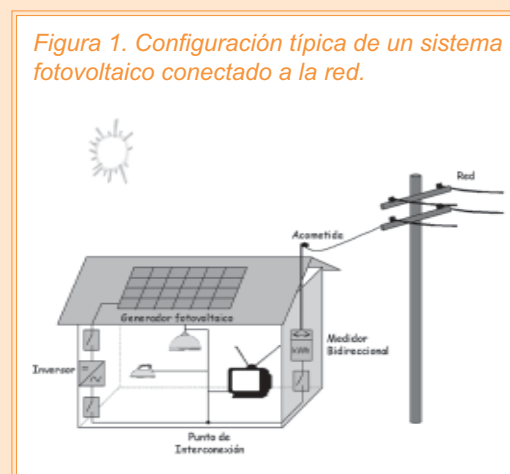 Figura 1. Configuración típica de un sistema
fotovoltaico conectado a la red.
Red
Acometida
Generador fotovoltaico
Medidor
Bidireccional
kWh
Inversor
Punto de
Interconexión